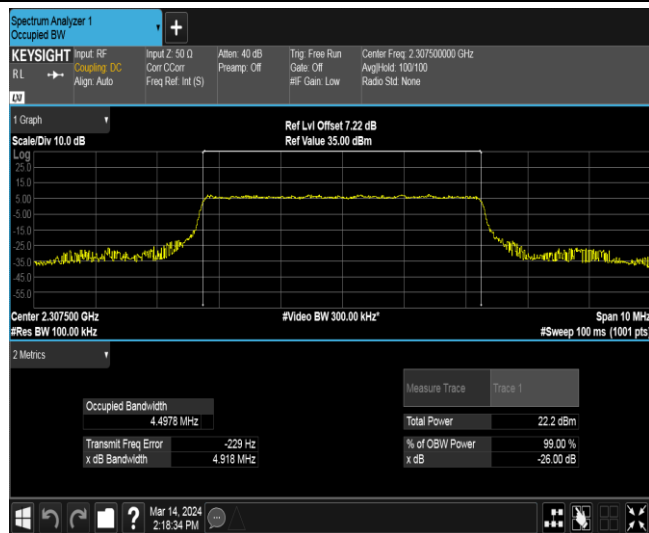 Spectrum Analyzer 1
Occupied BW
+
KEYSIGHT Input: RF Input Z: 50 Ω Atten: 40 dB Trig: Free Run Center Freq: 2.307500000 GHz
RL Coupling: DC Corr CCorr Preamp: Off Gate: Off Avg|Hold: 100/100
Align: Auto Freq Ref: Int (S) #IF Gain: Low Radio Std: None
LXI
1 Graph
Ref Lvl Offset 7.22 dB
Scale/Div 10.0 dB Ref Value 35.00 dBm
Log
25.0
15.0
5.00
-5.00
-15.0
-25.0
-35.0
-45.0
-55.0
Center 2.307500 GHz #Video BW 300.00 kHz* Span 10 MHz
#Res BW 100.00 kHz #Sweep 100 ms (1001 pts)
2 Metrics
Measure Trace Trace 1
Occupied Bandwidth
4.4978 MHz Total Power 22.2 dBm
Transmit Freq Error -229 Hz % of OBW Power 99.00 %
x dB Bandwidth 4.918 MHz x dB -26.00 dB
? Mar 14, 2024
2:18:34 PM